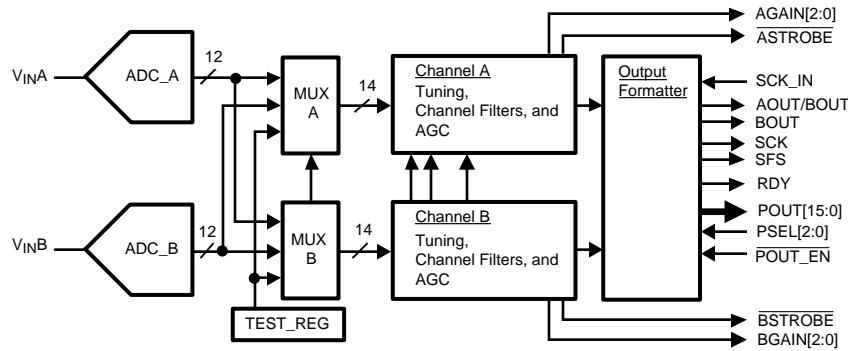 AGAIN[2:0]
ASTROBE
12
VINA
ADC_A
MUX
A
14
Channel A
Tuning,
Channel Filters, and
AGC
Output
Formatter
SCK_IN
AOUT/BOUT
BOUT
SCK
SFS
RDY
POUT[15:0]
PSEL[2:0]
POUT_EN
12
VINB
ADC_B
MUX
B
14
Channel B
Tuning,
Channel Filters, and
AGC
TEST_REG
BSTROBE
BGAIN[2:0]